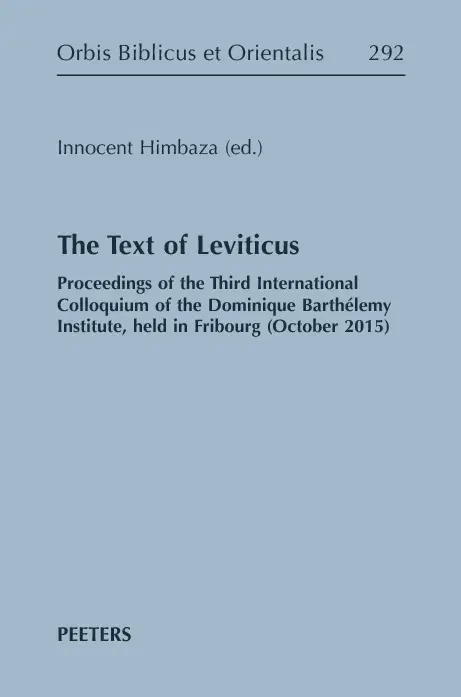 Orbis Biblicus et Orientalis 292
Innocent Himbaza (ed.)
The Text of Leviticus
Proceedings of the Third International
Colloquium of the Dominique Barthélemy
Institute, held in Fribourg (October 2015)
PEETERS